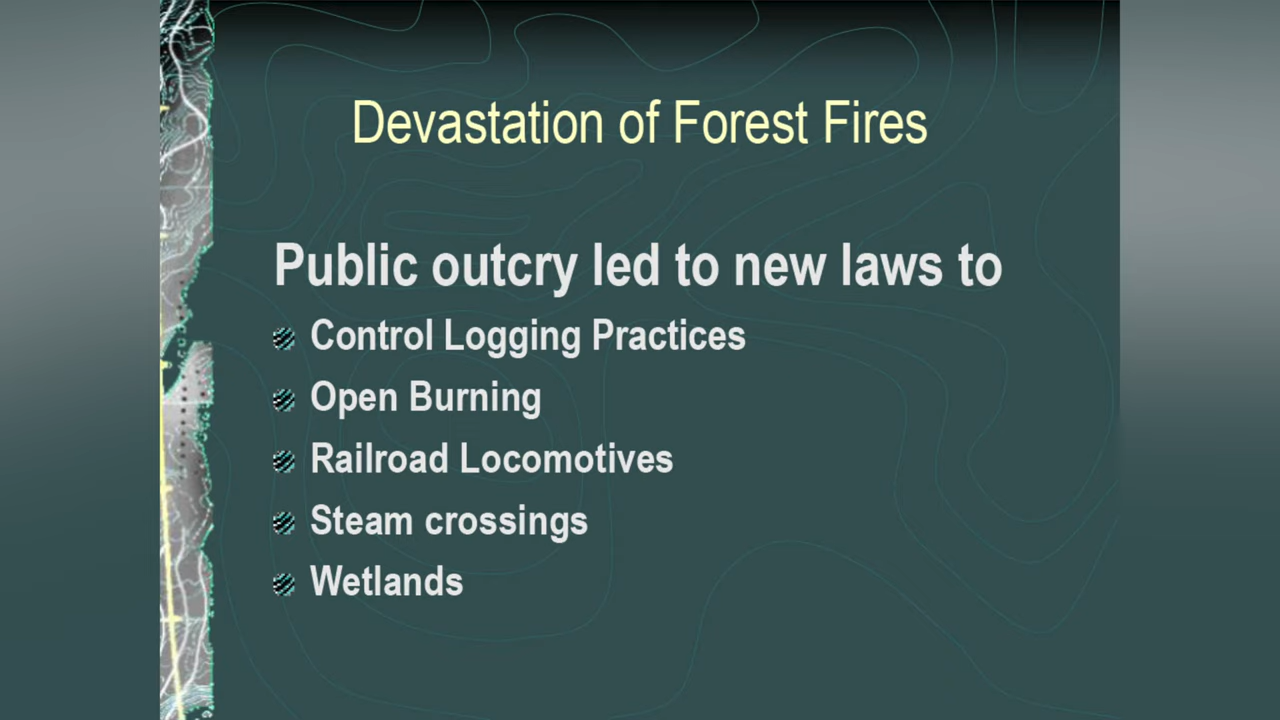 Devastation of Forest Fires
Public outcry led to new laws to
Control Logging Practices
Open Burning
Railroad Locomotives
Steam crossings
Wetlands